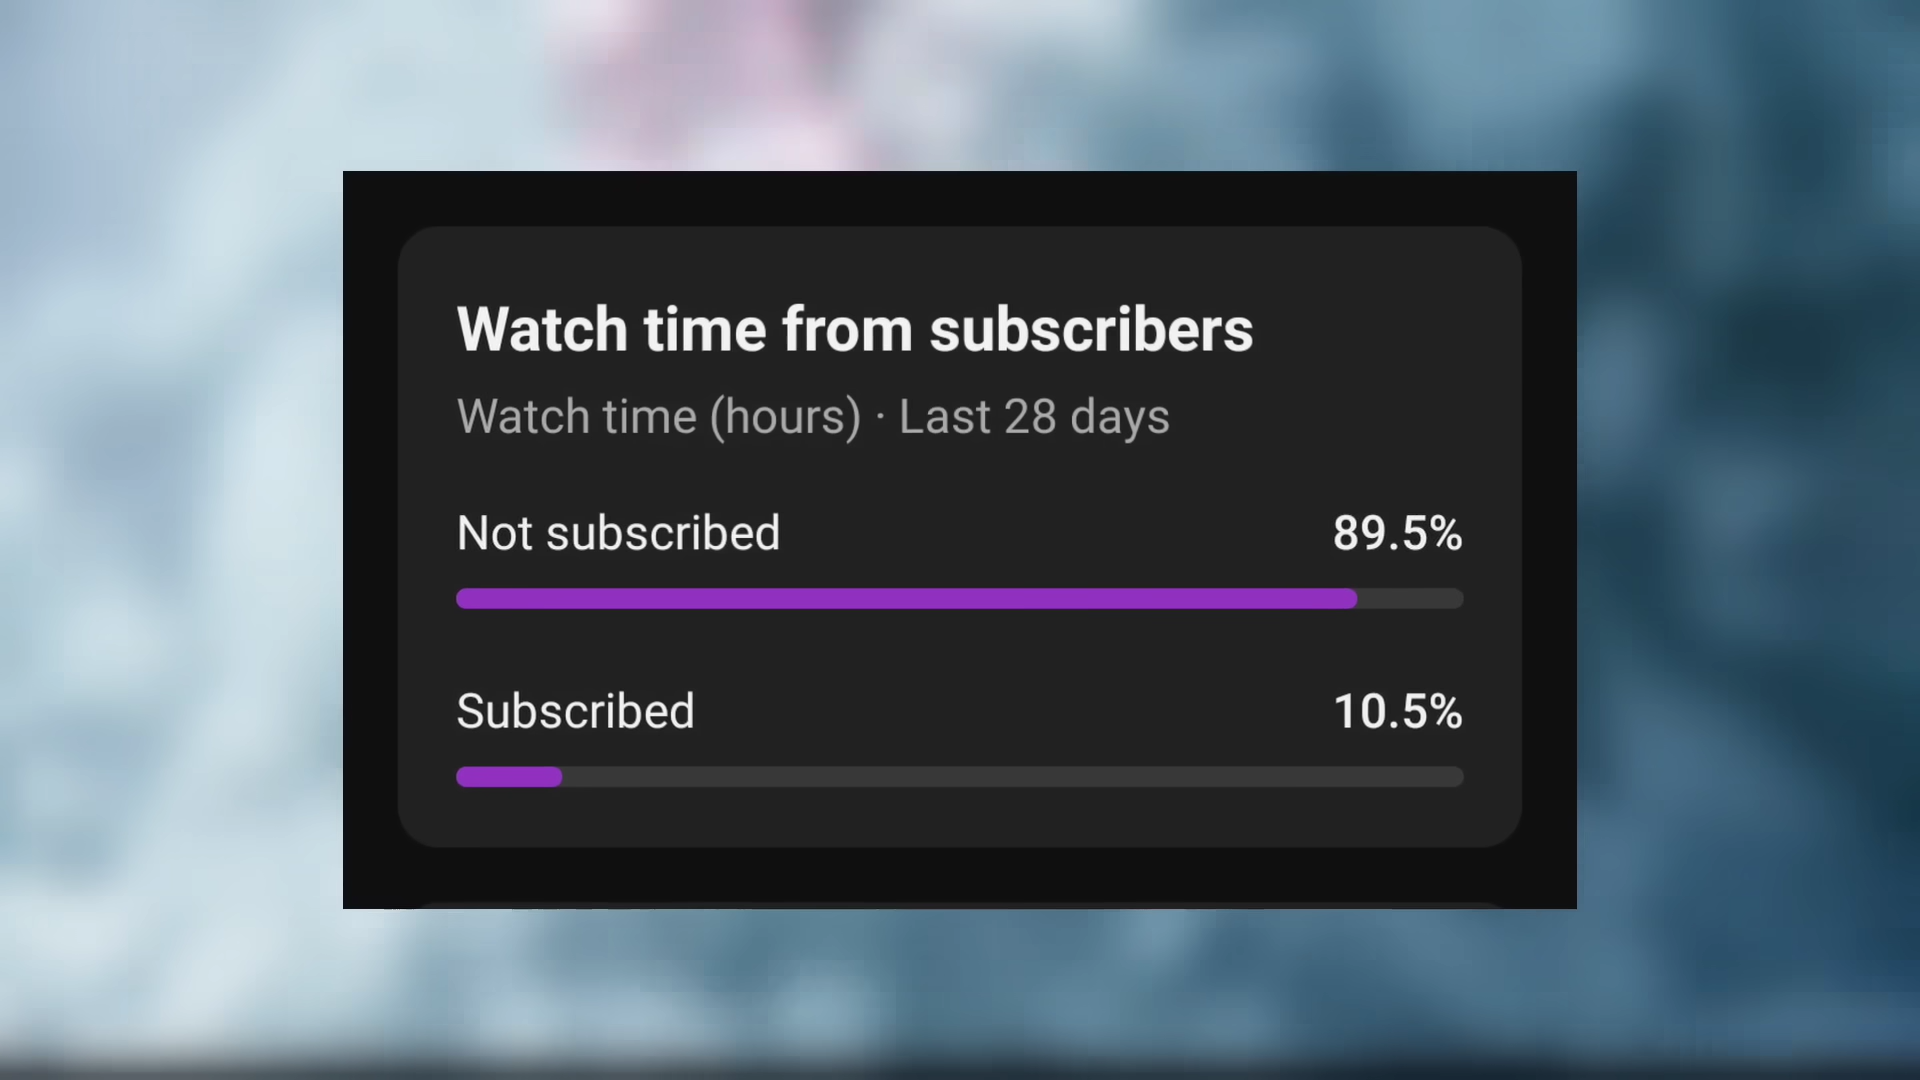 Watch time from subscribers
Watch time (hours) · Last 28 days
Not subscribed 89.5%
Subscribed 10.5%